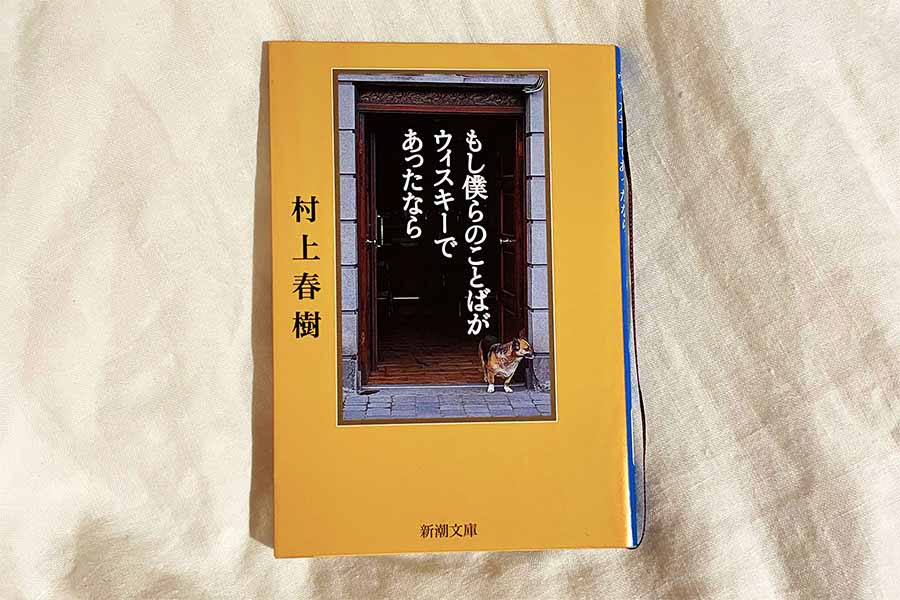 もし僕らのことばが
ウィスキーで
あったなら
村上春樹
新潮文庫